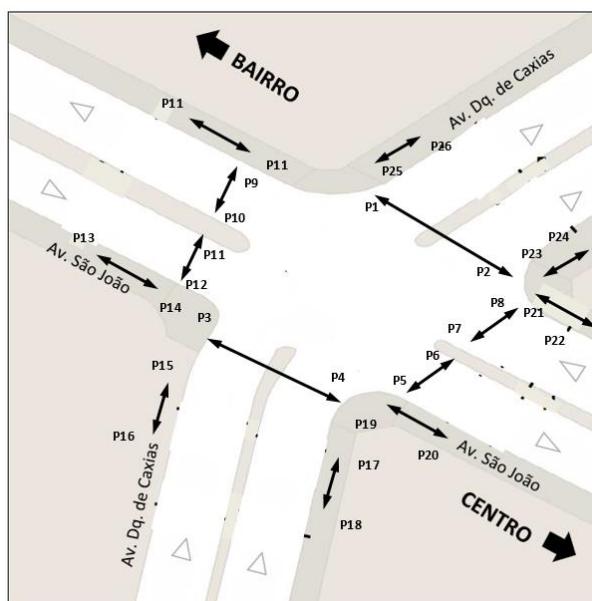 BAIRRO
Av. Dq. de Caxias
P11
P11
P26
P25
P9
P1
P10
P24
P23
P11
P2
P13
Av. São João
P12
P14
P3
P8
P21
P7
P22
P6
P15
P4
P5
P19
P16
P17
P20
Av. São João
Av. Dq. de Caxias
P18
CENTRO